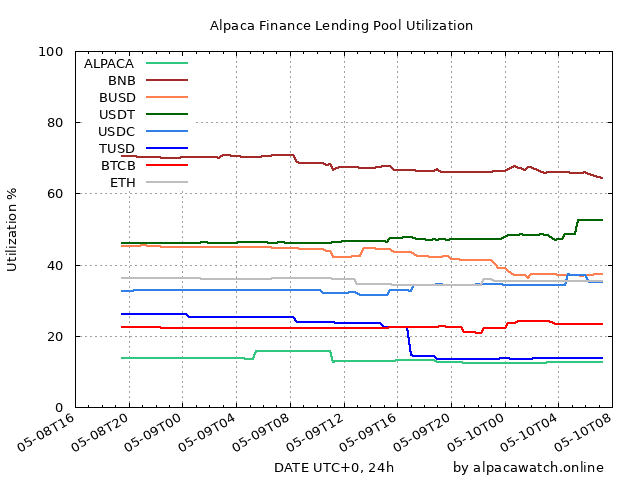 Alpaca Finance Lending Pool Utilization
Utilization %
100
80
60
40
20
0
ALPACA
BNB
BUSD
USDT
USDC
TUSD
BTCB
ETH
05-08T16
05-08T20
05-09T00
05-09T04
05-09T08
05-09T12
05-09T16
05-09T20
05-10T00
05-10T04
05-10T08
DATE UTC+0, 24h
by alpacawatch.online